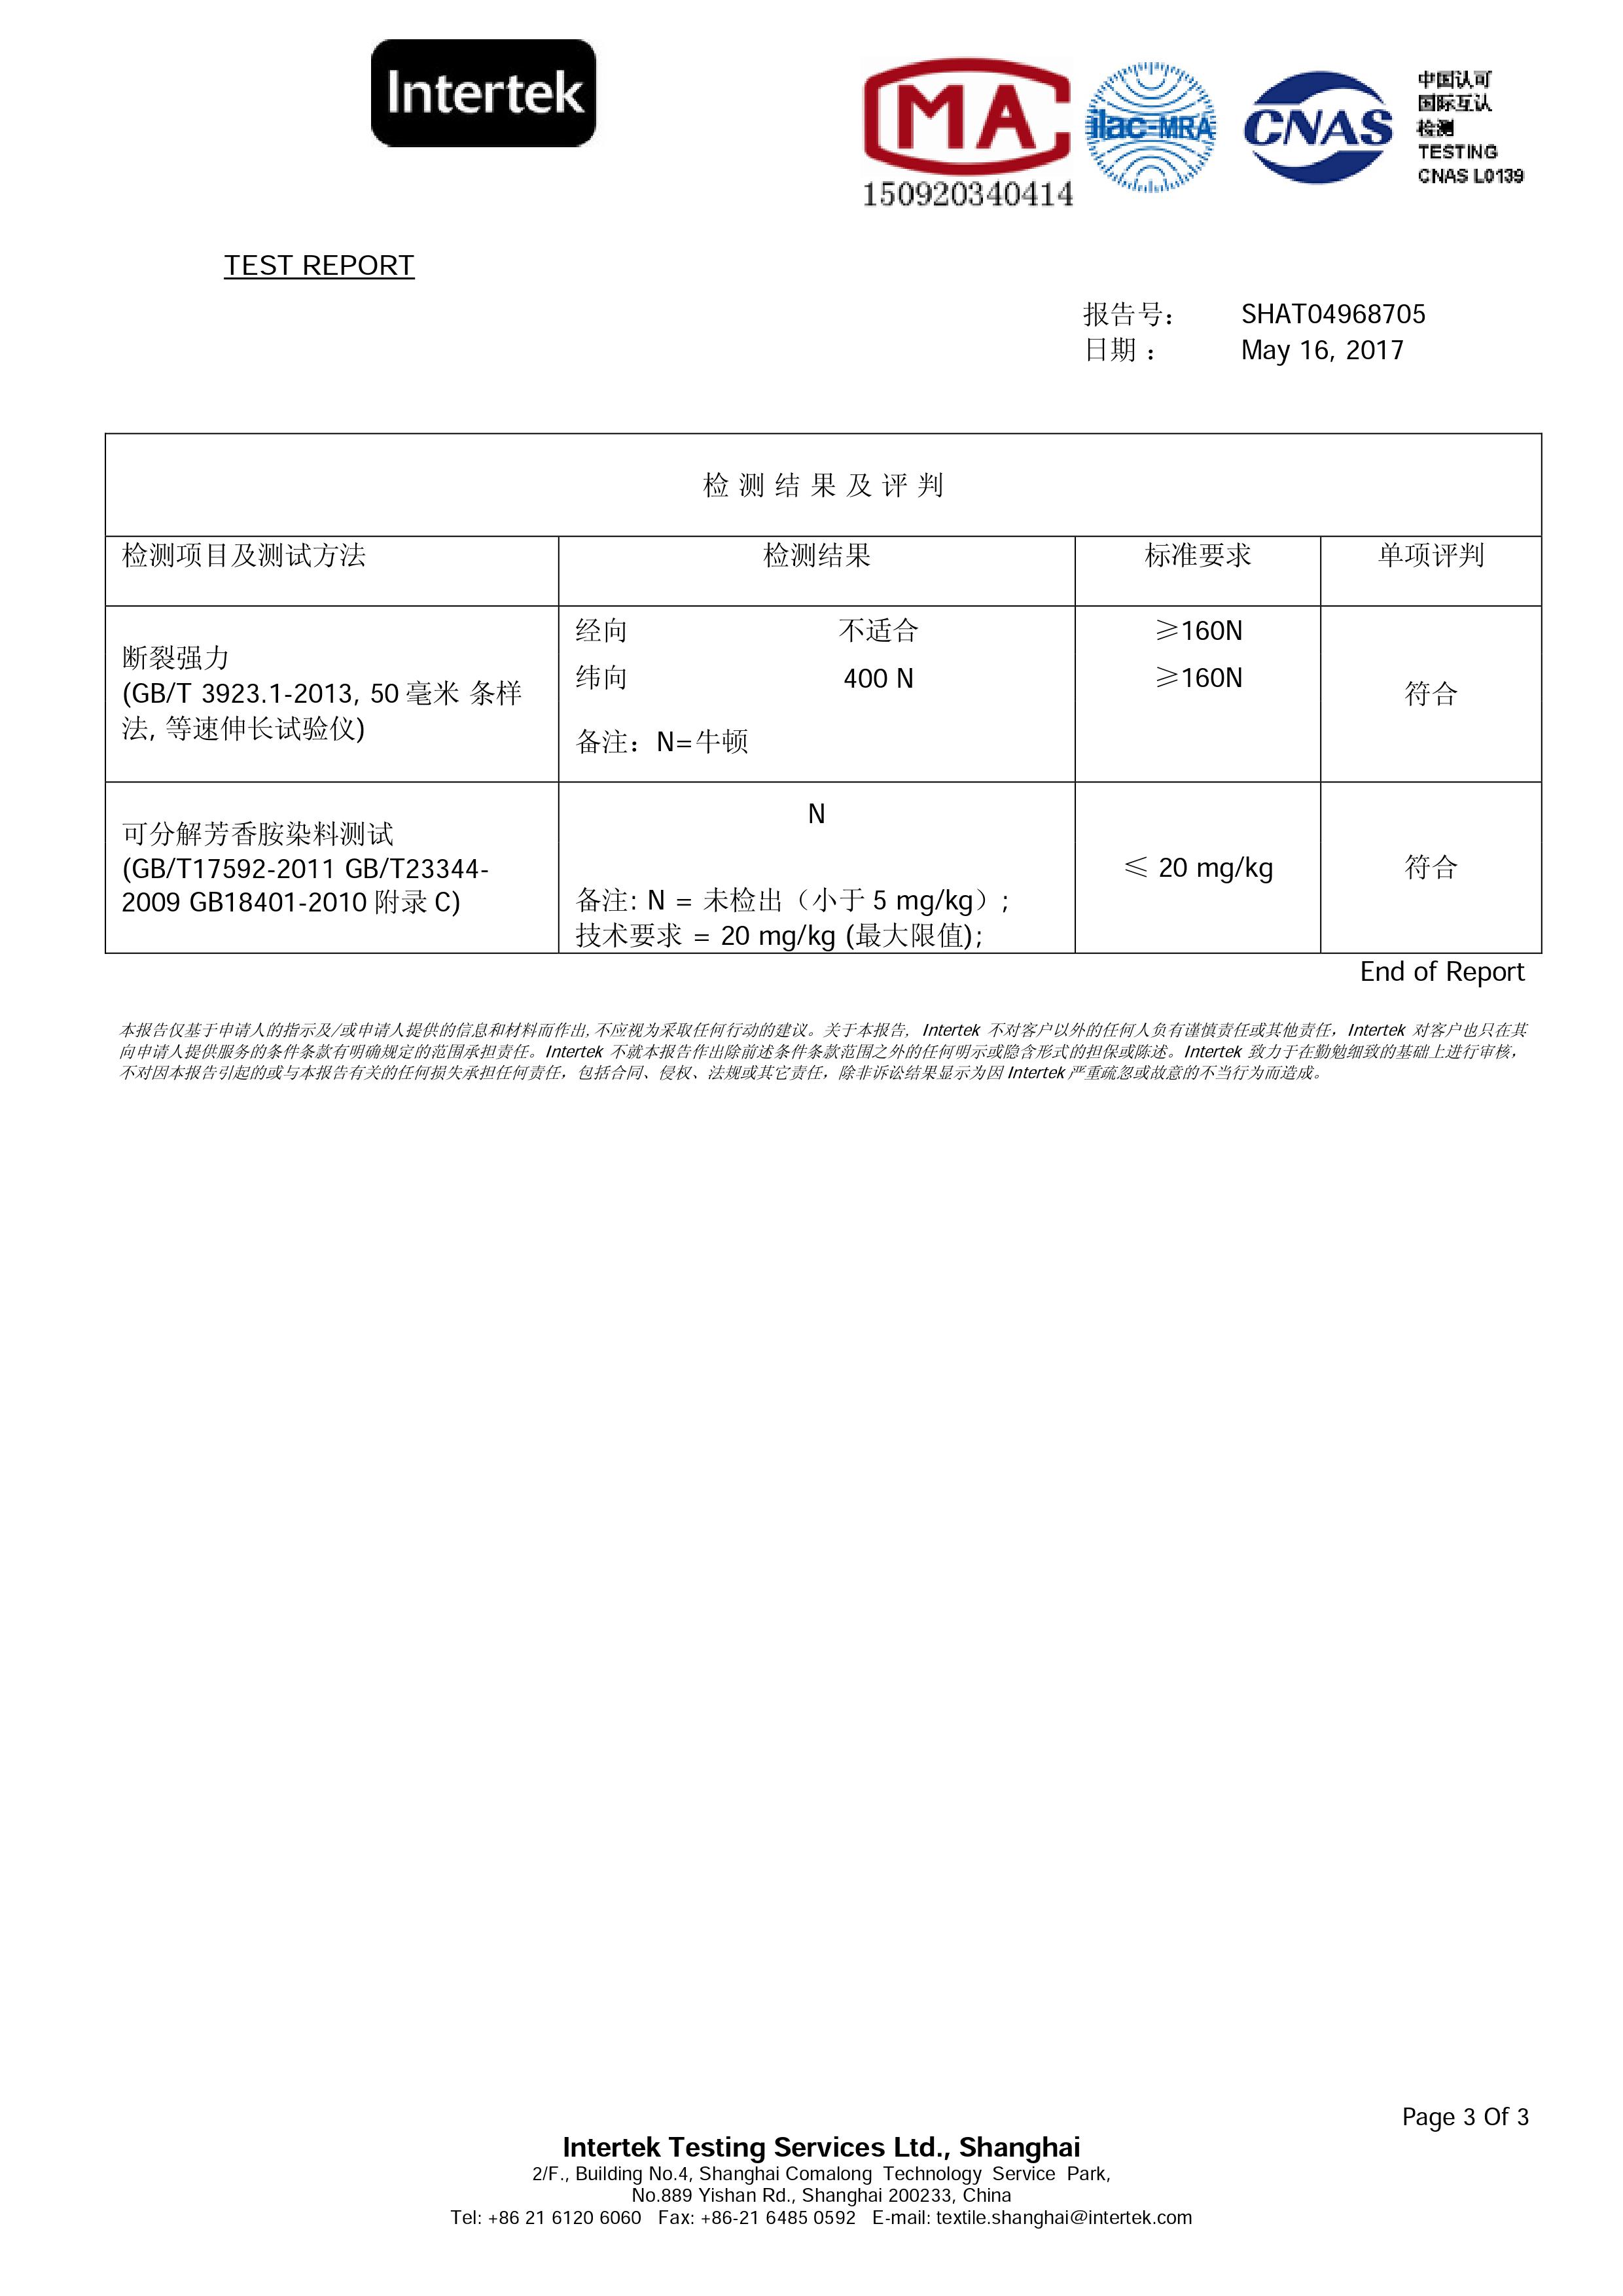 Intertek
MA
150920340414
ilac-MRA
CNAS
中国认可
国际互认
检测
TESTING
CNAS L0139
TEST REPORT
报告号： SHAT04968705
日期 ： May 16, 2017
检 测 结 果 及 评 判
检测项目及测试方法 检测结果 标准要求 单项评判
断裂强力
(GB/T 3923.1-2013, 50 毫米 条样
法, 等速伸长试验仪)
经向 不适合 ≥160N
纬向 400 N ≥160N
备注：N=牛顿
符合
可分解芳香胺染料测试
(GB/T17592-2011 GB/T23344-
2009 GB18401-2010 附录 C)
N
备注: N = 未检出（小于 5 mg/kg）;
技术要求 = 20 mg/kg (最大限值);
≤ 20 mg/kg
符合
End of Report
本报告仅基于申请人的指示及/或申请人提供的信息和材料而作出, 不应视为采取任何行动的建议。关于本报告, Intertek 不对客户以外的任何人负有谨慎责任或其他责任，Intertek 对客户也只在其
向申请人提供服务的条件条款有明确规定的范围承担责任。Intertek 不就本报告作出除前述条件条款范围之外的任何明示或隐含形式的担保或陈述。Intertek 致力于在勤勉细致的基础上进行审核，
不对因本报告引起的或与本报告有关的任何损失承担任何责任，包括合同、侵权、法规或其它责任，除非诉讼结果显示为因 Intertek 严重疏忽或故意的不当行为而造成。
Page 3 Of 3
Intertek Testing Services Ltd., Shanghai
2/F., Building No.4, Shanghai Comalong Technology Service Park,
No.889 Yishan Rd., Shanghai 200233, China
Tel: +86 21 6120 6060 Fax: +86-21 6485 0592 E-mail: textile.shanghai@intertek.com